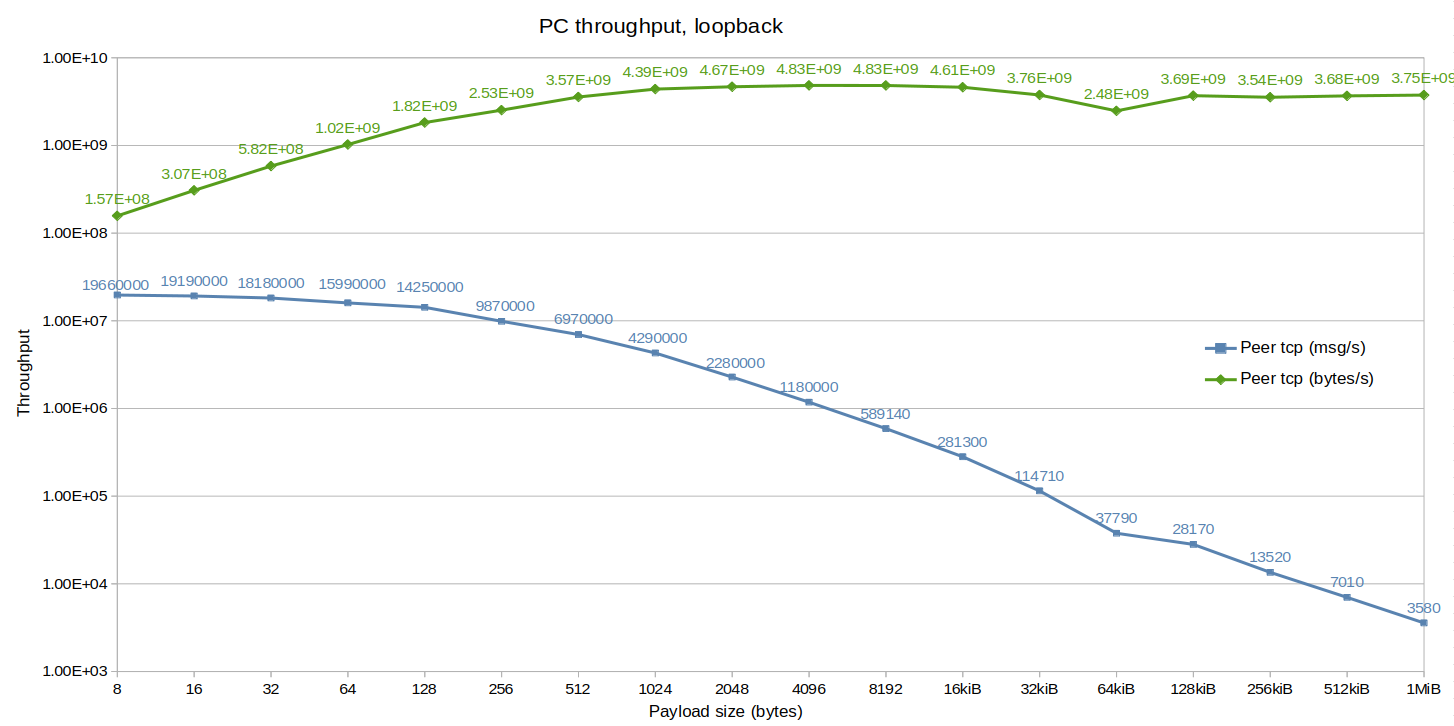 PC throughput, loopback
1.00E+10
1.00E+09
1.00E+08
1.00E+07
1.00E+06
1.00E+05
1.00E+04
1.00E+03
Throughput
1.57E+08 3.07E+08 5.82E+08 1.02E+09 1.82E+09 2.53E+09 3.57E+09 4.39E+09 4.67E+09 4.83E+09 4.83E+09 4.61E+09 3.76E+09 2.48E+09 3.69E+09 3.54E+09 3.68E+09 3.75E+09
19660000 19190000 18180000 15990000 14250000 9870000 6970000 4290000 2280000 1180000 589140 281300 114710 37790 28170 13520 7010 3580
Peer tcp (msg/s)
Peer tcp (bytes/s)
8 16 32 64 128 256 512 1024 2048 4096 8192 16kiB 32kiB 64kiB 128kiB 256kiB 512kiB 1MiB
Payload size (bytes)